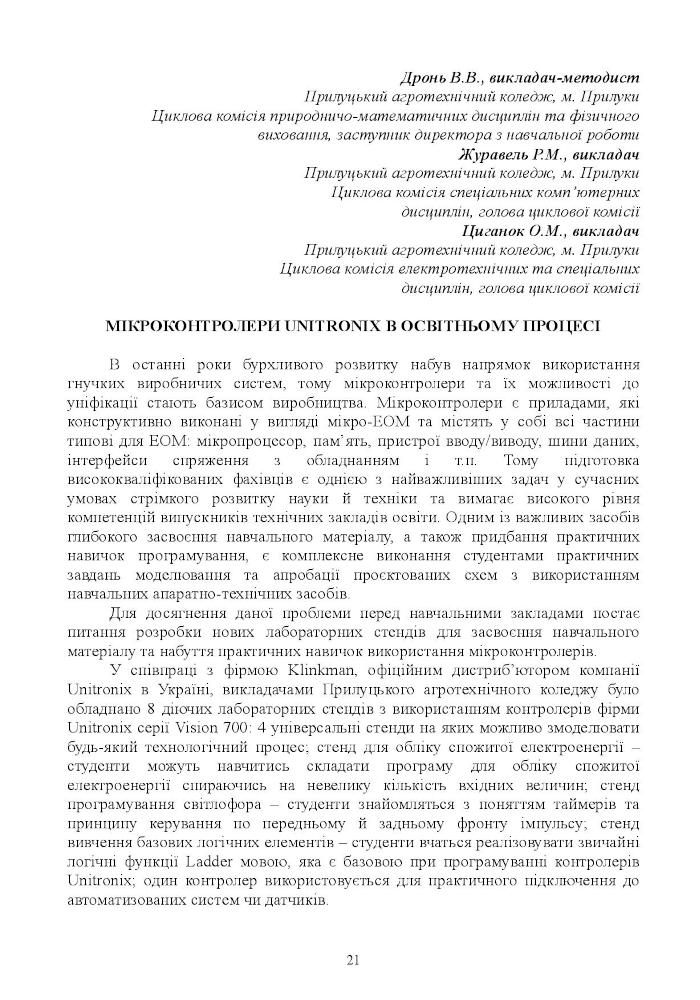 Дронь В.В., викладач-методист
Прилуцький агротехнічний коледж, м. Прилуки
Циклова комісія природничо-математичних дисциплін та фізичного
виховання, заступник директора з навчальної роботи
Журавель Р.М., викладач
Прилуцький агротехнічний коледж, м. Прилуки
Циклова комісія спеціальних комп’ютерних
дисциплін, голова циклової комісії
Циганок О.М., викладач
Прилуцький агротехнічний коледж, м. Прилуки
Циклова комісія електротехнічних та спеціальних
дисциплін, голова циклової комісії
МІКРОКОНТРОЛЕРИ UNITRONIX В ОСВІТНЬОМУ ПРОЦЕСІ
В останні роки бурхливого розвитку набув напрямок використання
гнучких виробничих систем, тому мікроконтролери та їх можливості до
уніфікації стають базисом виробництва. Мікроконтролери є приладами, які
конструктивно виконані у вигляді мікро-ЕОМ та містять у собі всі частини
типові для ЕОМ: мікропроцесор, пам’ять, пристрої вводу/виводу, шини даних,
інтерфейси спряження з обладнанням і т.п. Тому підготовка
висококваліфікованих фахівців є однією з найважливіших задач у сучасних
умовах стрімкого розвитку науки й техніки та вимагає високого рівня
компетенцій випускників технічних закладів освіти. Одним із важливих засобів
глибокого засвоєння навчального матеріалу, а також придбання практичних
навичок програмування, є комплексне виконання студентами практичних
завдань моделювання та апробації проєктованих схем з використанням
навчальних апаратно-технічних засобів.
Для досягнення даної проблеми перед навчальними закладами постає
питання розробки нових лабораторних стендів для засвоєння навчального
матеріалу та набуття практичних навичок використання мікроконтролерів.
У співпраці з фірмою Klinkman, офіційним дистриб’ютором компанії
Unitronix в Україні, викладачами Прилуцького агротехнічного коледжу було
обладнано 8 діючих лабораторних стендів з використанням контролерів фірми
Unitronix серії Vision 700: 4 універсальні стенди на яких можливо змоделювати
будь-який технологічний процес; стенд для обліку спожитої електроенергії –
студенти можуть навчитись складати програму для обліку спожитої
електроенергії спираючись на невелику кількість вхідних величин; стенд
програмування світлофора – студенти знайомляться з поняттям таймерів та
принципу керування по передньому й задньому фронту імпульсу; стенд
вивчення базових логічних елементів – студенти вчаться реалізовувати звичайні
логічні функції Ladder мовою, яка є базовою при програмуванні контролерів
Unitronix; один контролер використовується для практичного підключення до
автоматизованих систем чи датчиків.
21